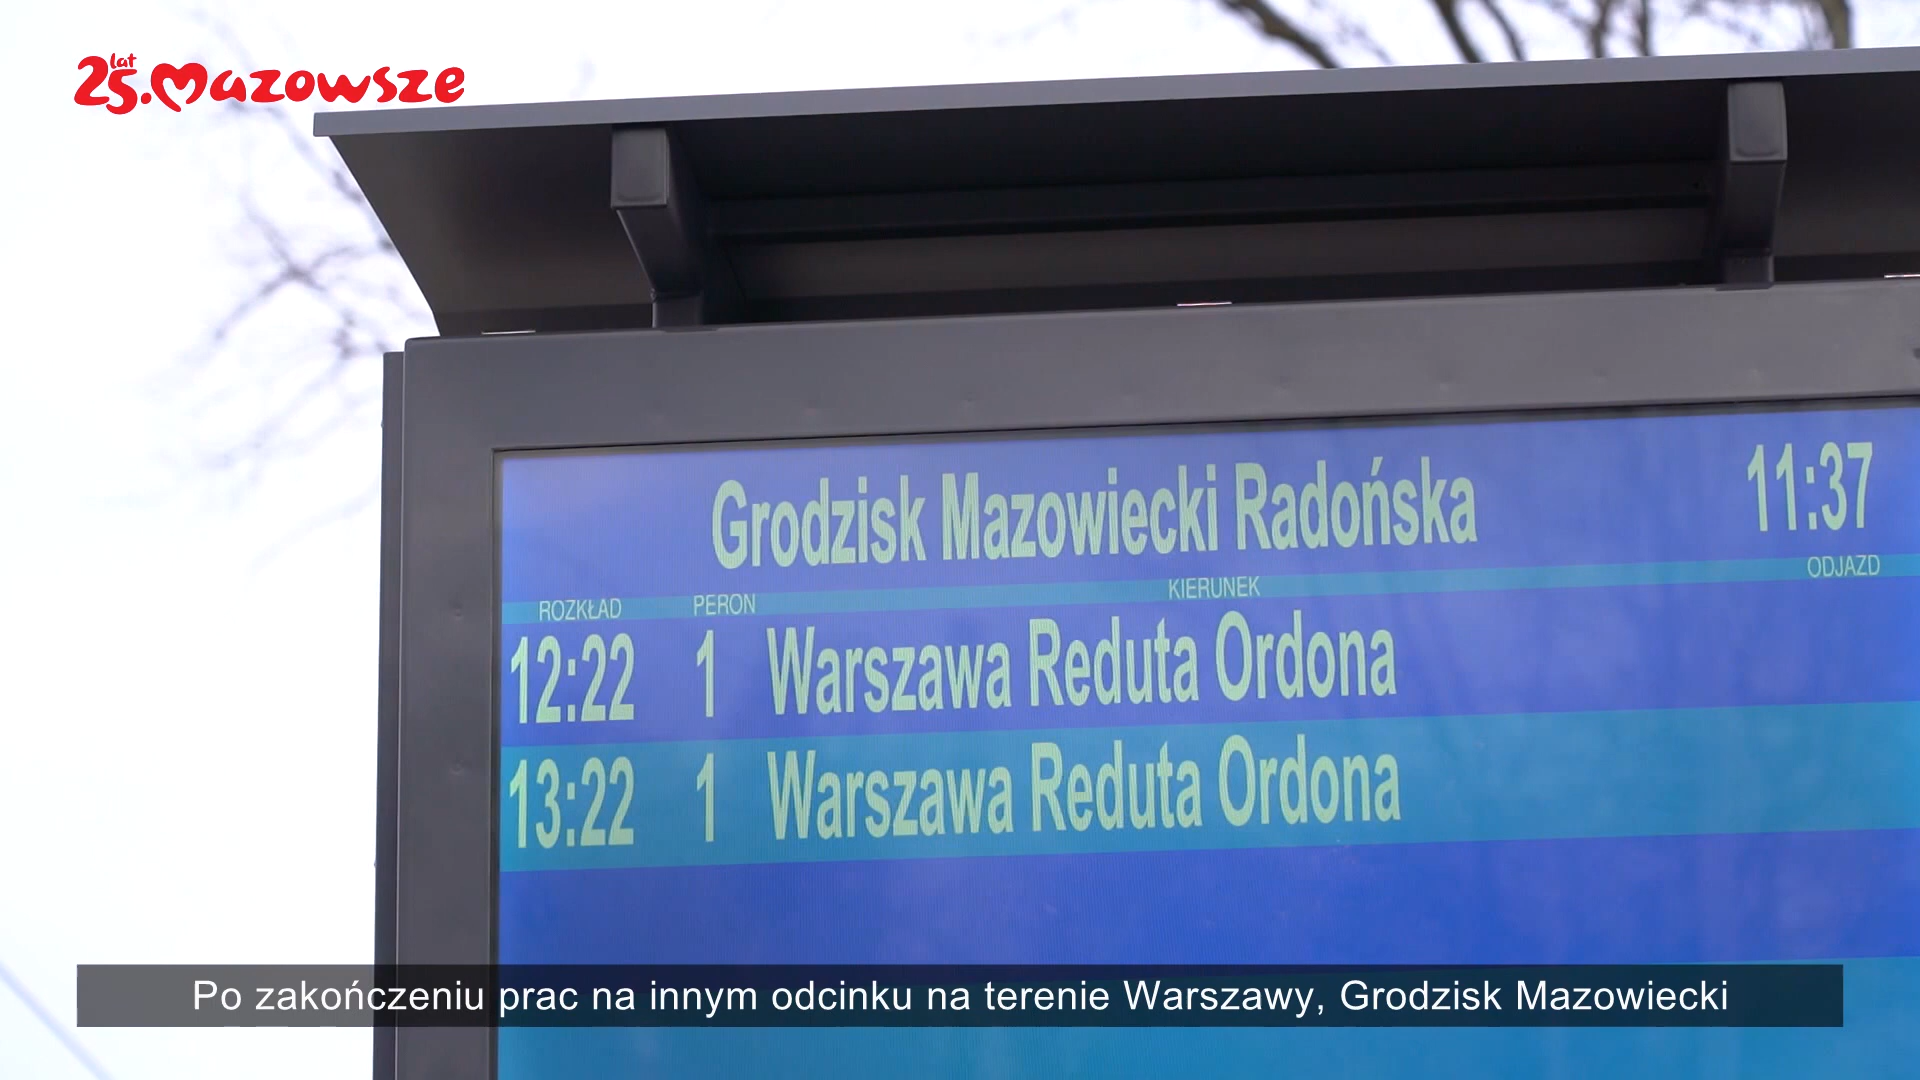 25 lat. Mazowsze
Grodzisk Mazowiecki Radońska 11:37
ROZKŁAD PERON KIERUNEK ODJAZD
12:22 1 Warszawa Reduta Ordona
13:22 1 Warszawa Reduta Ordona
Po zakończeniu prac na innym odcinku na terenie Warszawy, Grodzisk Mazowiecki